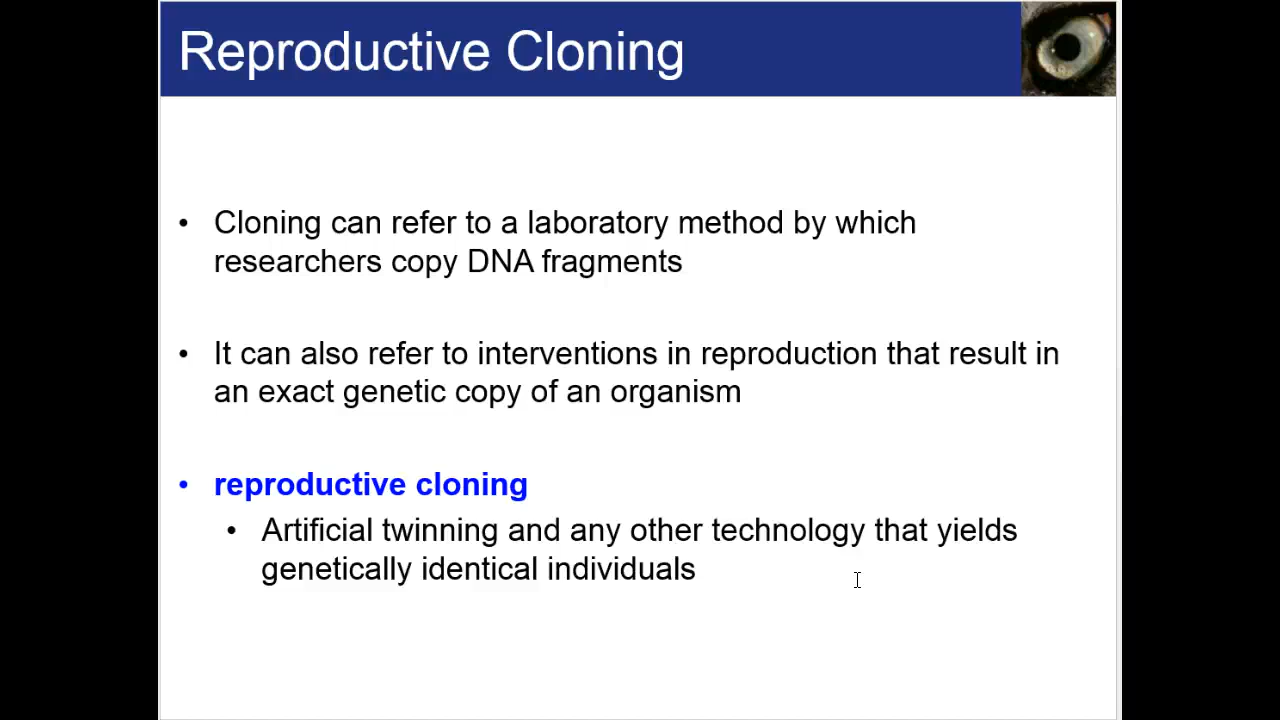 Reproductive Cloning
• Cloning can refer to a laboratory method by which
researchers copy DNA fragments
• It can also refer to interventions in reproduction that result in
an exact genetic copy of an organism
• reproductive cloning
• Artificial twinning and any other technology that yields
genetically identical individuals